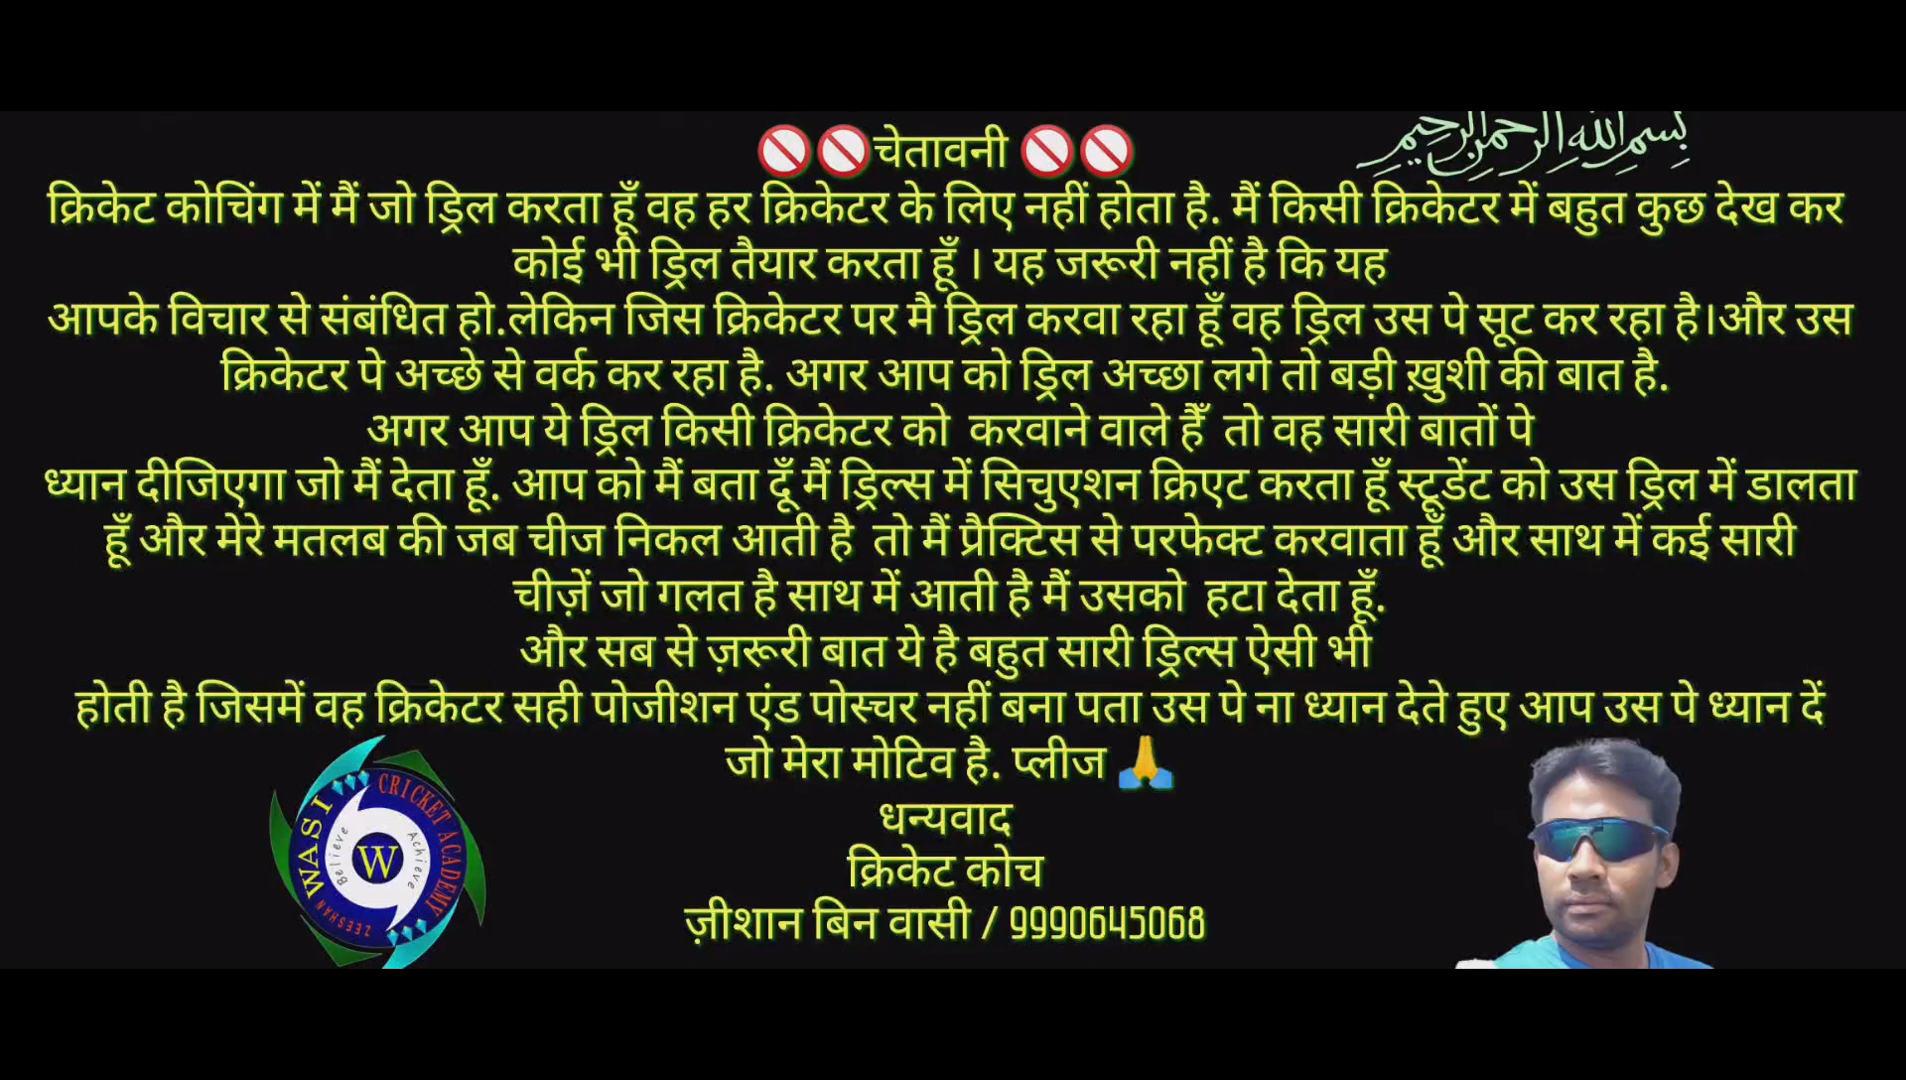 🚫🚫चेतावनी 🚫🚫
بسم الله الرحمن الرحيم
क्रिकेट कोचिंग में मैं जो ड्रिल करता हूँ वह हर क्रिकेटर के लिए नहीं होता है. मैं किसी क्रिकेटर में बहुत कुछ देख कर
कोई भी ड्रिल तैयार करता हूँ । यह जरूरी नहीं है कि यह
आपके विचार से संबंधित हो.लेकिन जिस क्रिकेटर पर मै ड्रिल करवा रहा हूँ वह ड्रिल उस पे सूट कर रहा है।और उस
क्रिकेटर पे अच्छे से वर्क कर रहा है. अगर आप को ड्रिल अच्छा लगे तो बड़ी ख़ुशी की बात है.
अगर आप ये ड्रिल किसी क्रिकेटर को करवाने वाले हैँ तो वह सारी बातों पे
ध्यान दीजिएगा जो मैं देता हूँ. आप को मैं बता दूँ मैं ड्रिल्स में सिचुएशन क्रिएट करता हूँ स्टूडेंट को उस ड्रिल में डालता
हूँ और मेरे मतलब की जब चीज निकल आती है तो मैं प्रैक्टिस से परफेक्ट करवाता हूँ और साथ में कई सारी
चीज़ें जो गलत है साथ में आती है मैं उसको हटा देता हूँ.
और सब से ज़रूरी बात ये है बहुत सारी ड्रिल्स ऐसी भी
होती है जिसमें वह क्रिकेटर सही पोजीशन एंड पोस्चर नहीं बना पता उस पे ना ध्यान देते हुए आप उस पे ध्यान दें
जो मेरा मोटिव है. प्लीज 🙏
धन्यवाद
क्रिकेट कोच
ज़ीशान बिन वासी / 9990645068
ZEESHAN WASI CRICKET ACADEMY
Believe W Achieve